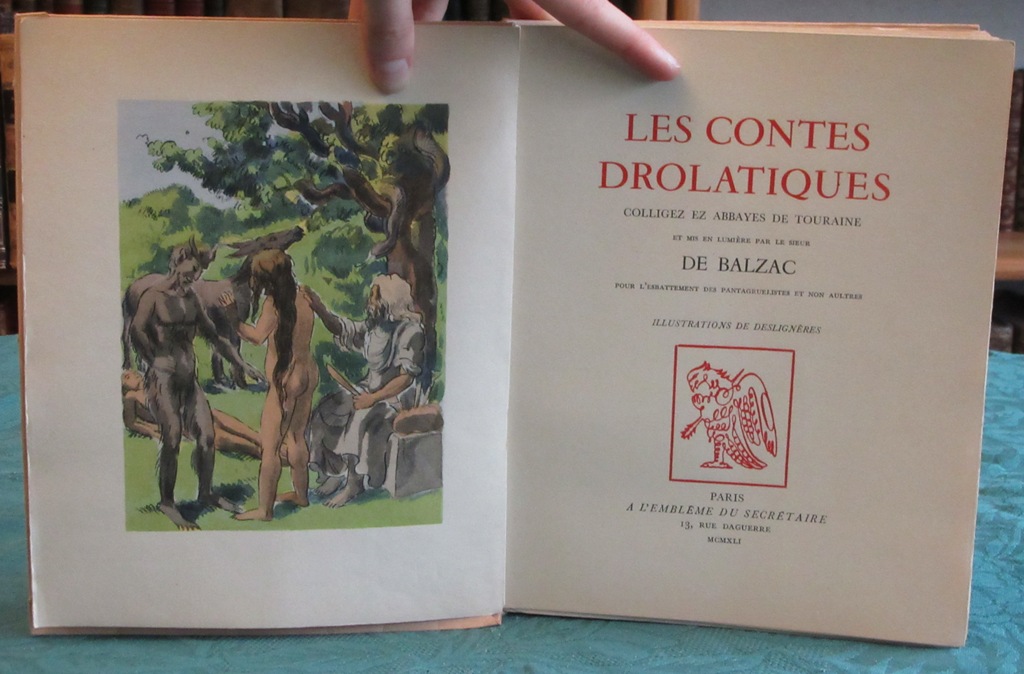 LES CONTES
DROLATIQUES
COLLIGEZ EZ ABBAYES DE TOURAINE
ET MIS EN LUMIÈRE PAR LE SIEUR
DE BALZAC
POUR L'ESBATTEMENT DES PANTAGRUELISTES ET NON AULTRES
ILLUSTRATIONS DE DESLIGNÈRES
PARIS
A L'EMBLÈME DU SECRÉTAIRE
13, RUE DAGUERRE
MCMXLI